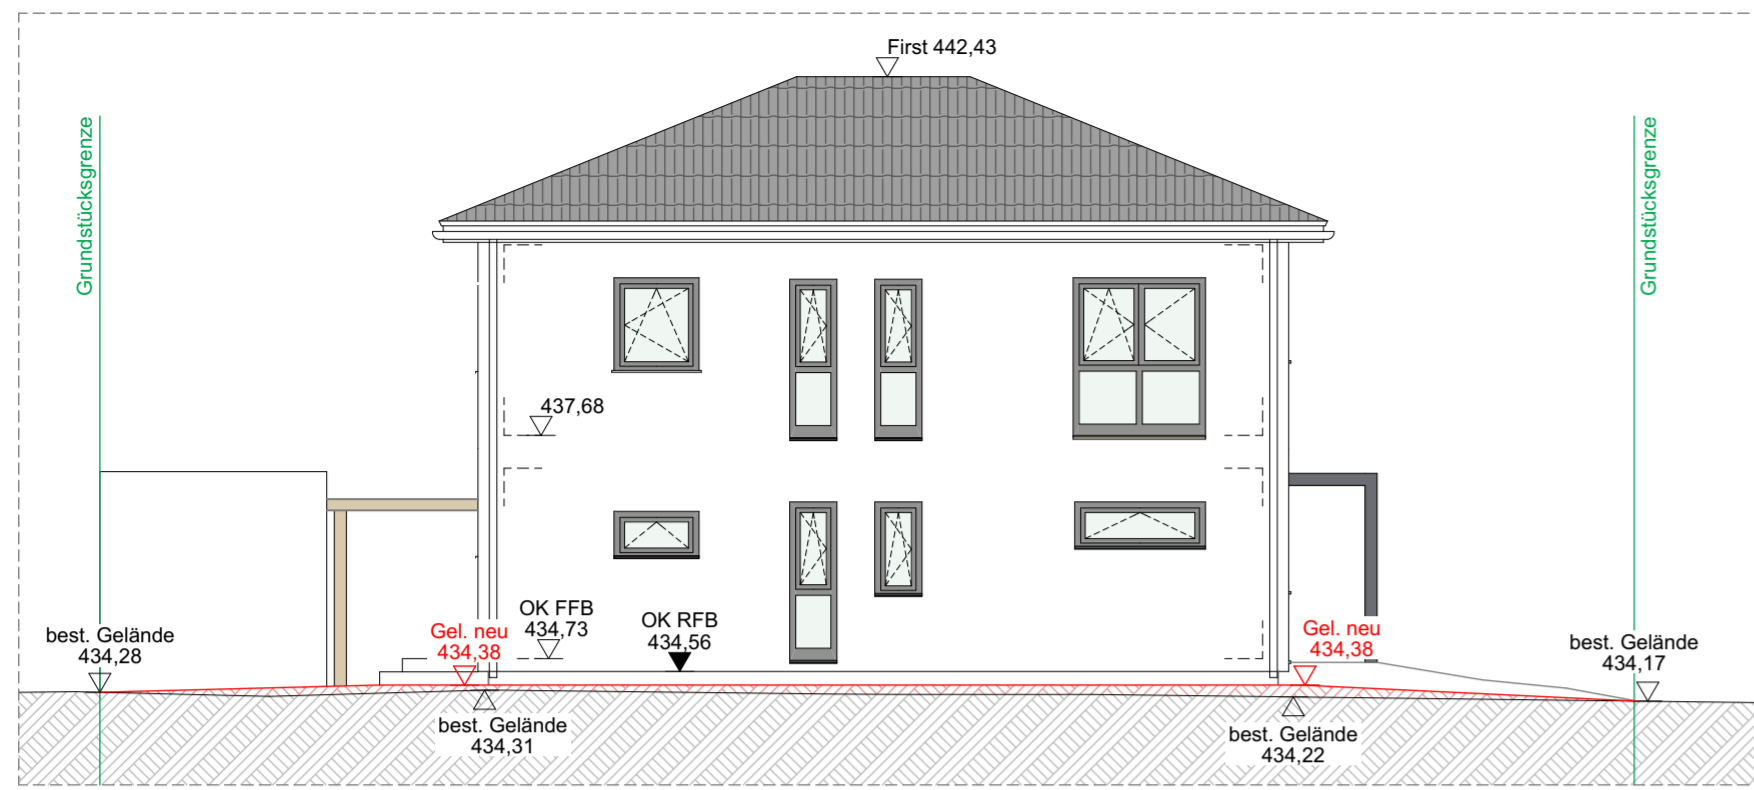 First 442,43
Grundstücksgrenze
Grundstücksgrenze
437,68
OK FFB
434,73
OK RFB
434,56
Gel. neu
434,38
Gel. neu
434,38
best. Gelände
434,28
best. Gelände
434,17
best. Gelände
434,31
best. Gelände
434,22